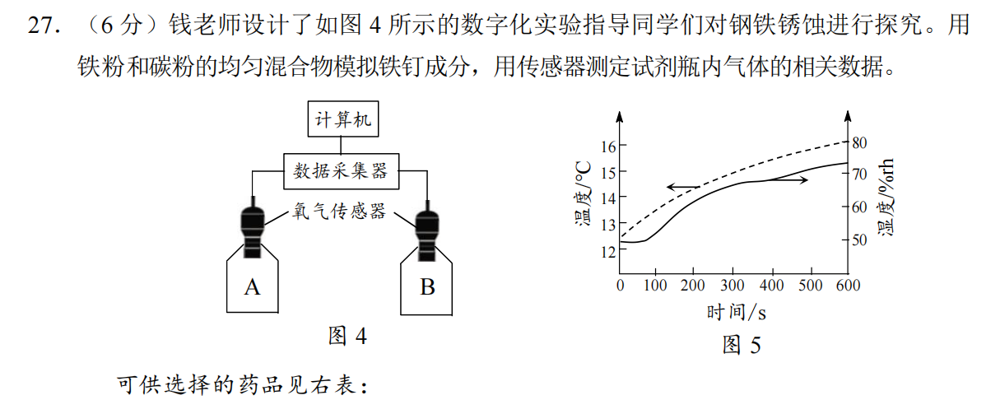 27．（6 分）钱老师设计了如图 4 所示的数字化实验指导同学们对钢铁锈蚀进行探究。用
铁粉和碳粉的均匀混合物模拟铁钉成分，用传感器测定试剂瓶内气体的相关数据。
计算机
数据采集器
氧气传感器
A
B
图 4
温度/℃
16
15
14
13
12
80
70
60
50
湿度/%rh
0 100 200 300 400 500 600
时间/s
图 5
可供选择的药品见右表：